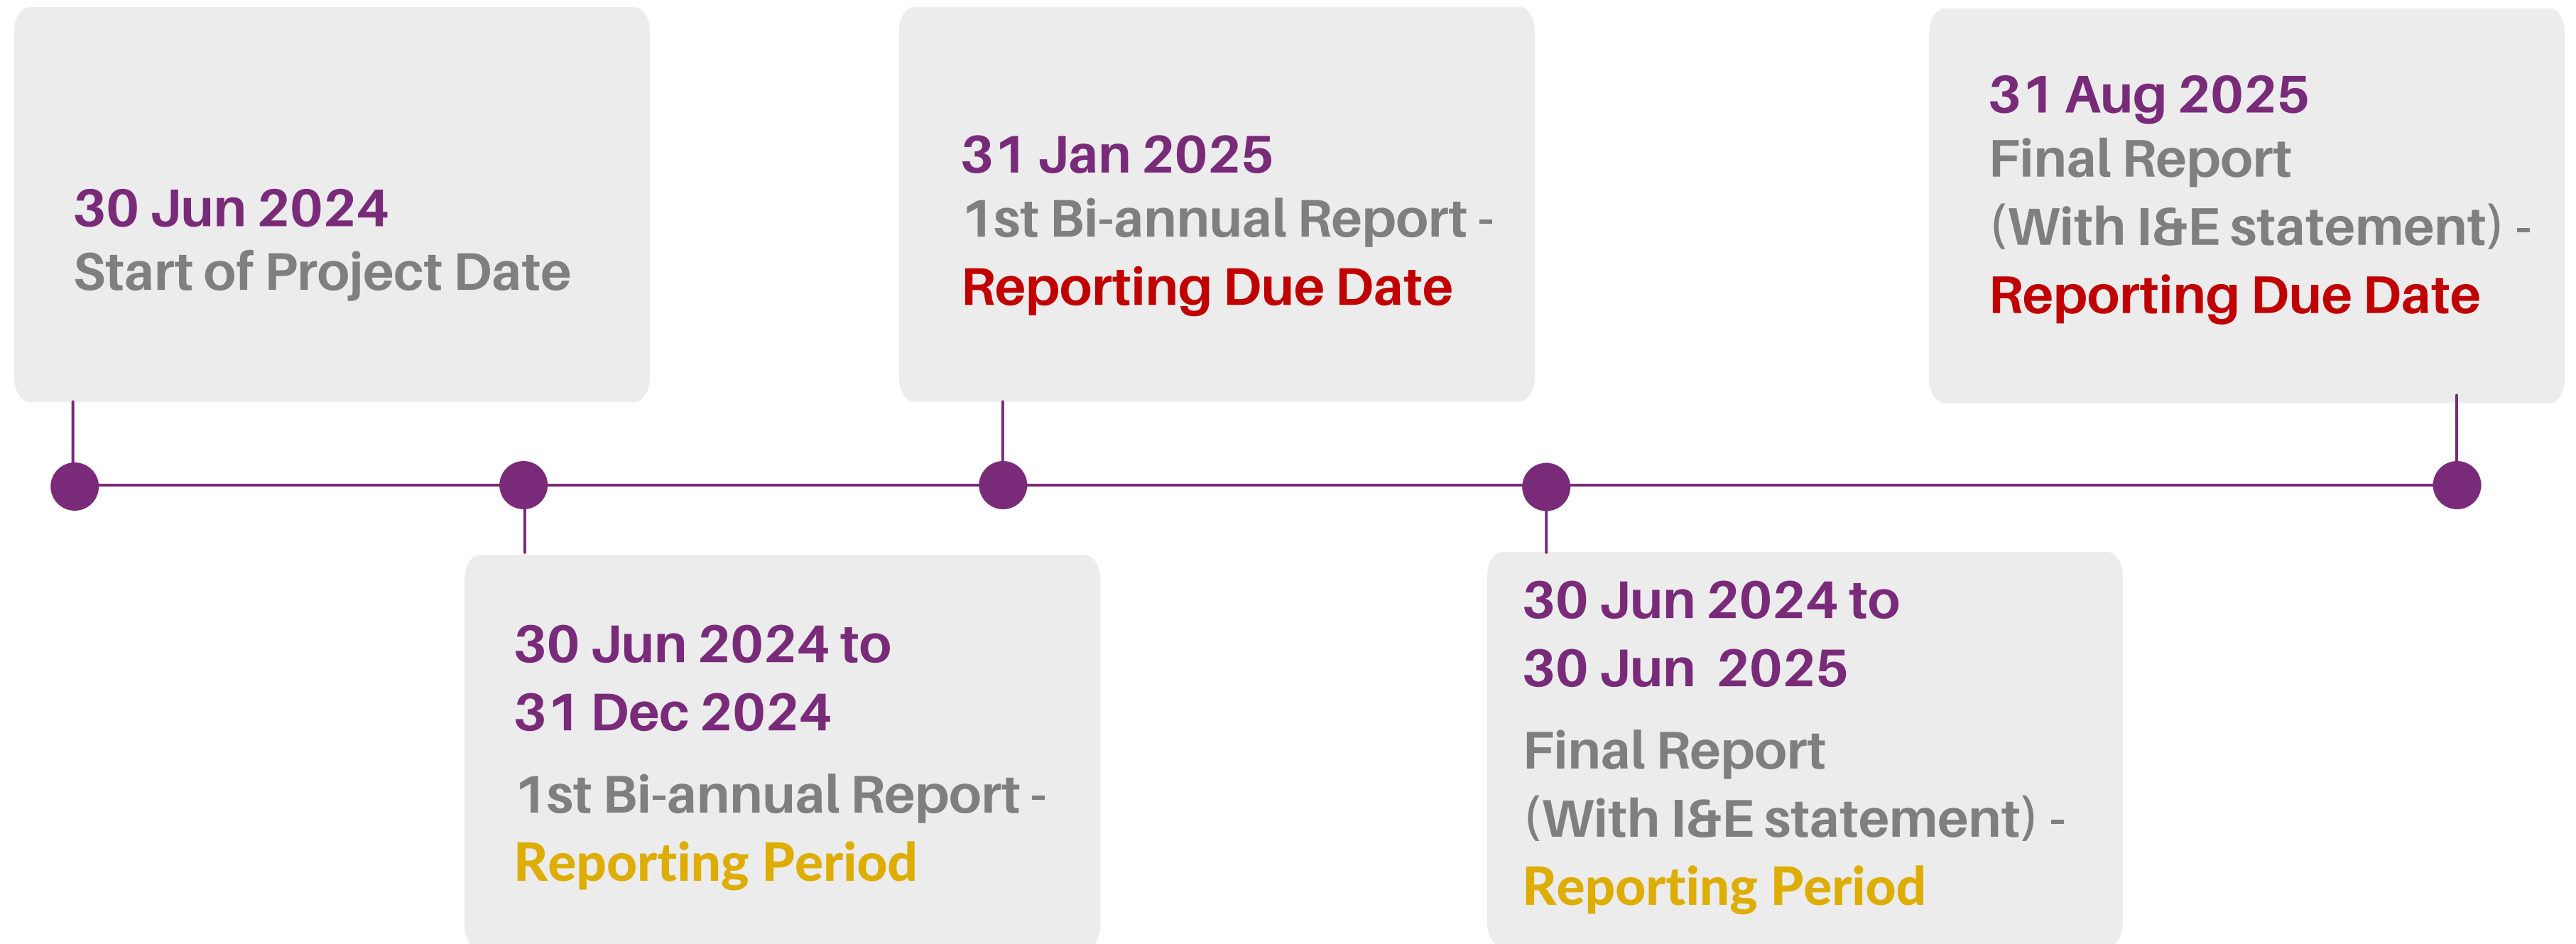 30 Jun 2024
Start of Project Date
30 Jun 2024 to
31 Dec 2024
1st Bi-annual Report -
Reporting Period
31 Jan 2025
1st Bi-annual Report -
Reporting Due Date
30 Jun 2024 to
30 Jun 2025
Final Report
(With I&E statement) -
Reporting Period
31 Aug 2025
Final Report
(With I&E statement) -
Reporting Due Date